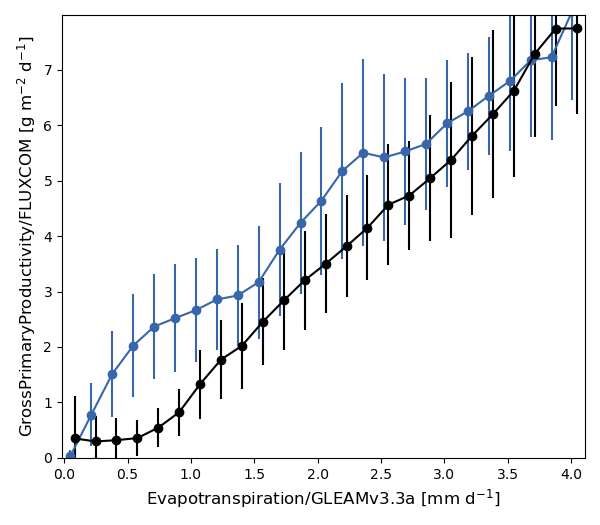 GrossPrimaryProductivity/FLUXCOM [g m⁻² d⁻¹]
7
6
5
4
3
2
1
0
0.0 0.5 1.0 1.5 2.0 2.5 3.0 3.5 4.0
Evapotranspiration/GLEAMv3.3a [mm d⁻¹]